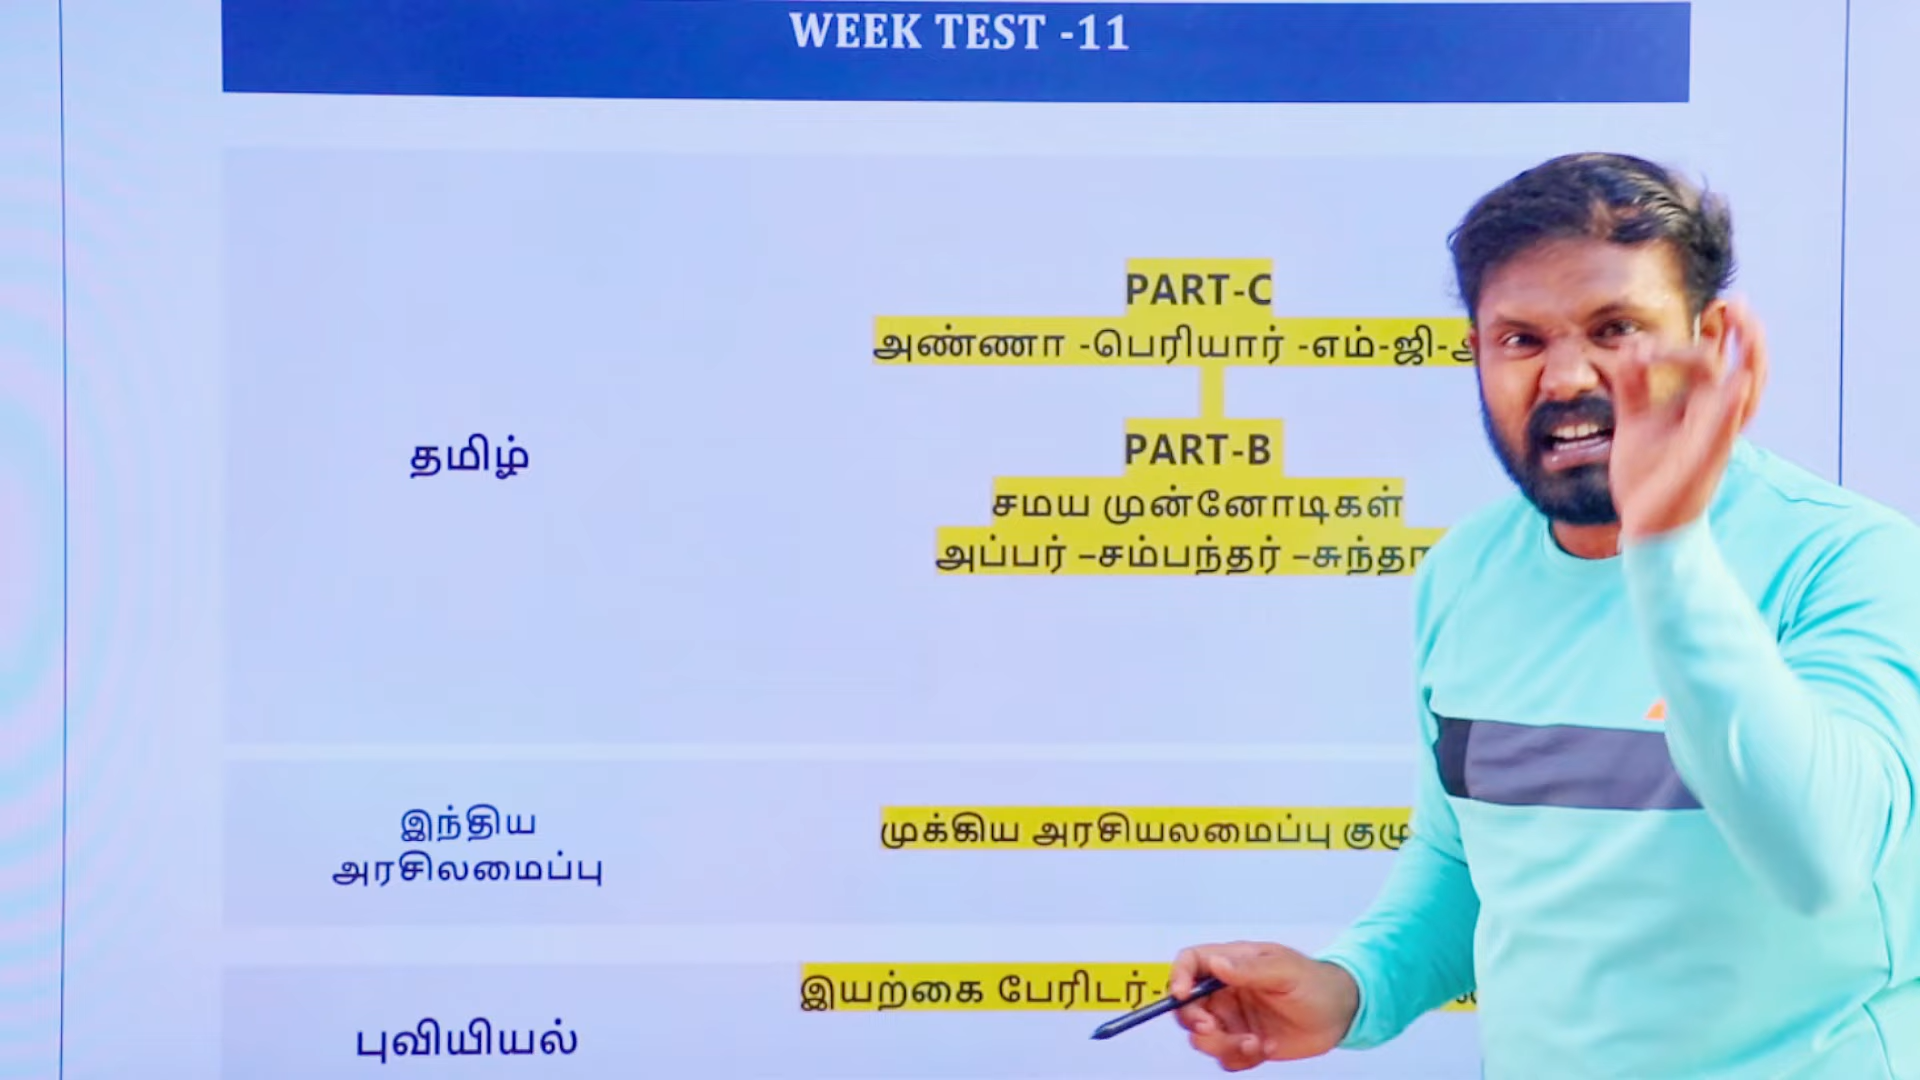 WEEK TEST -11
தமிழ்
PART-C
அண்ணா -பெரியார் -எம்-ஜி-
PART-B
சமய முன்னோடிகள்
அப்பர் –சம்பந்தர் –
இந்திய
அரசிலமைப்பு
முக்கிய அரசியலமைப்பு
புவியியல்
இயற்கை பேரிடர்-